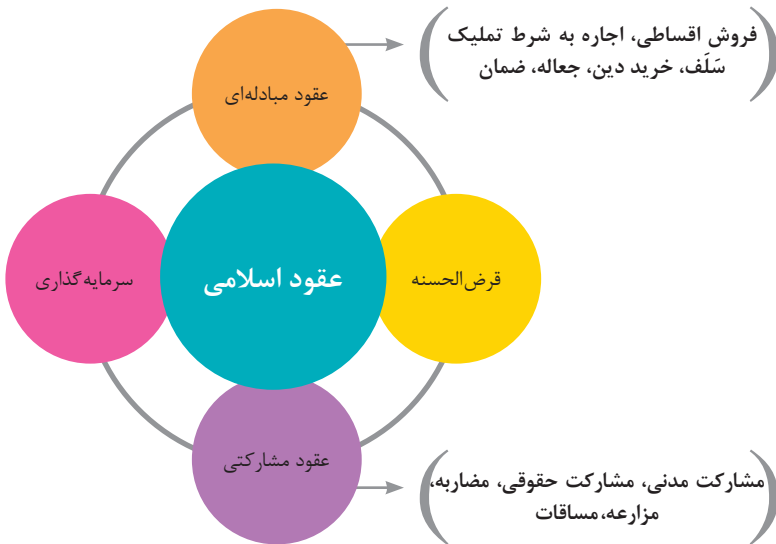 فروش اقساطی، اجاره به شرط تملیک
سَلَف، خرید دین، جعاله، ضمان
عقود مبادله‌ای
قرض‌الحسنه
عقود اسلامی
سرمایه‌گذاری
عقود مشارکتی
مشارکت مدنی، مشارکت حقوقی، مضاربه،
مزارعه،مساقات